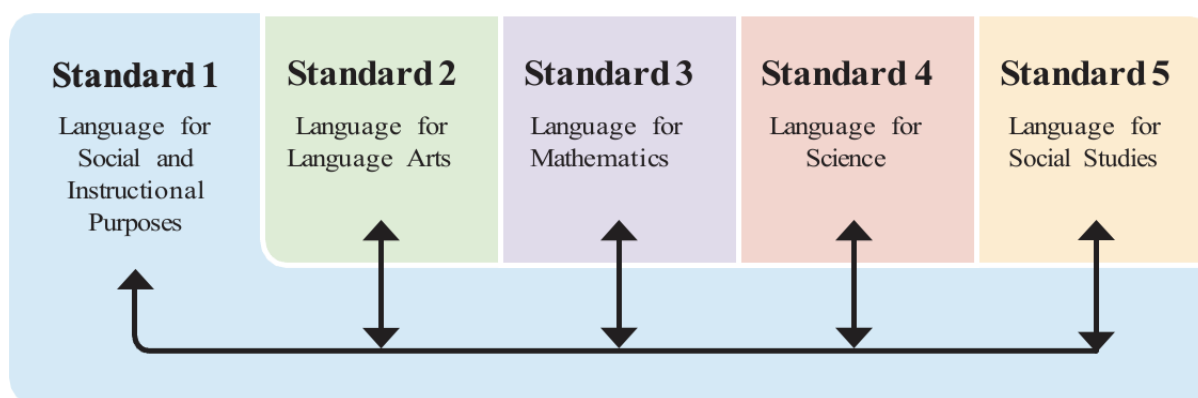 Standard 1
Language for
Social and
Instructional
Purposes
Standard 2
Language for
Language Arts
Standard 3
Language for
Mathematics
Standard 4
Language for
Science
Standard 5
Language for
Social Studies